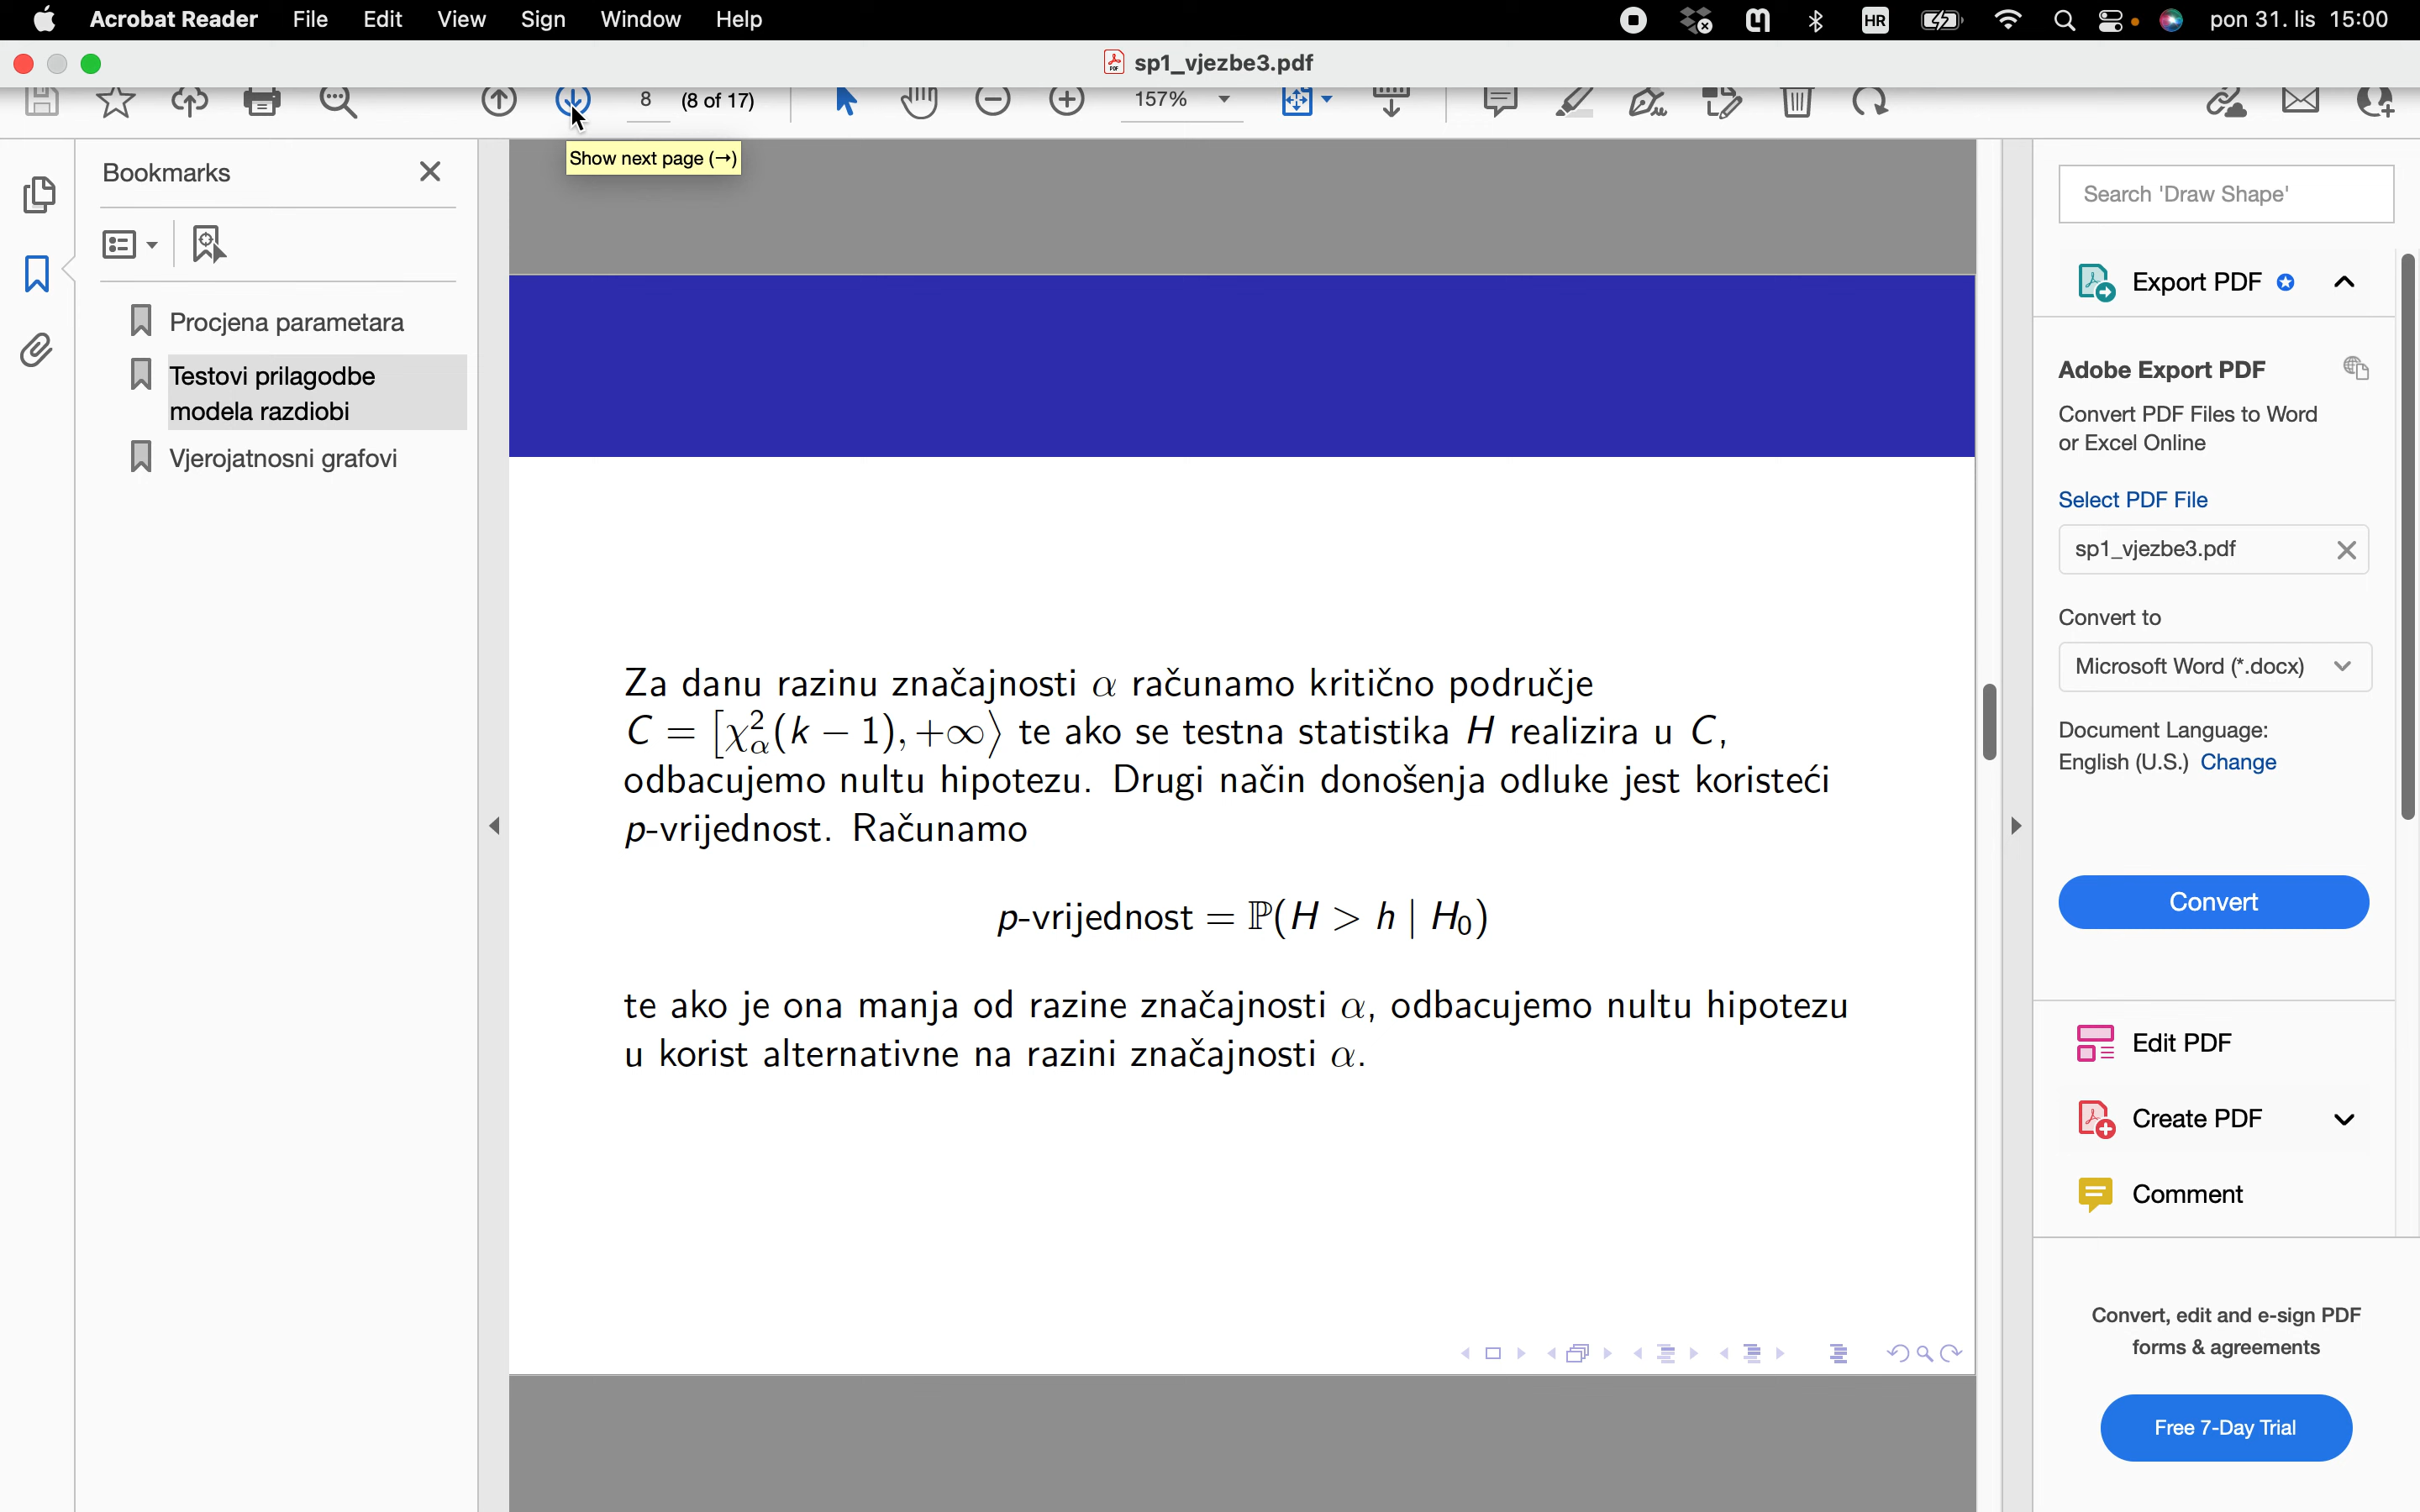 Acrobat Reader File Edit View Sign Window Help HR pon 31. lis 15:00
sp1_vjezbe3.pdf
8 (8 of 17) 157%
Show next page (→)
Bookmarks
Procjena parametara
Testovi prilagodbe
modela razdiobi
Vjerojatnosni grafovi
Za danu razinu značajnosti α računamo kritično područje
C = [χ²_α(k − 1), +∞⟩ te ako se testna statistika H realizira u C,
odbacujemo nultu hipotezu. Drugi način donošenja odluke jest koristeći
p-vrijednost. Računamo
p-vrijednost = ℙ(H > h | H₀)
te ako je ona manja od razine značajnosti α, odbacujemo nultu hipotezu
u korist alternativne na razini značajnosti α.
Search 'Draw Shape'
Export PDF
Adobe Export PDF
Convert PDF Files to Word
or Excel Online
Select PDF File
sp1_vjezbe3.pdf
Convert to
Microsoft Word (*.docx)
Document Language:
English (U.S.) Change
Convert
Edit PDF
Create PDF
Comment
Convert, edit and e-sign PDF
forms & agreements
Free 7-Day Trial